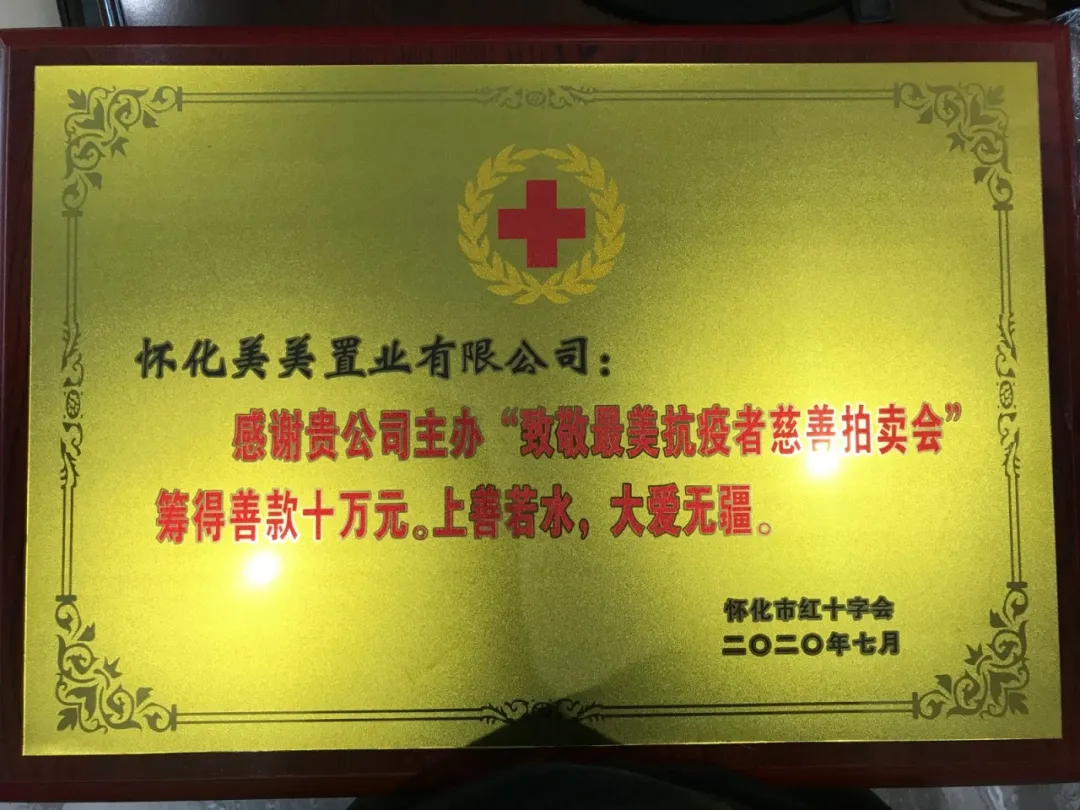 怀化美美置业有限公司：
感谢贵公司主办“致敬最美抗疫者慈善拍卖会”
筹得善款十万元。上善若水，大爱无疆。
怀化市红十字会
二〇二〇年七月